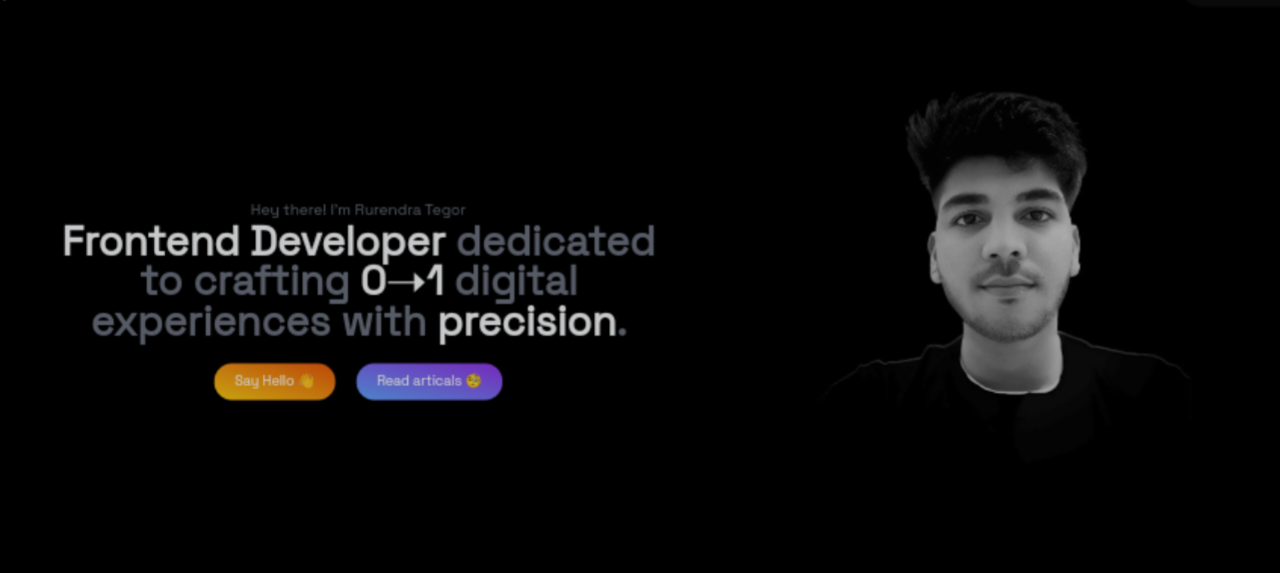 Hey there! I'm Rurendra Tegor
Frontend Developer dedicated
to crafting 0→1 digital
experiences with precision.
Say Hello 👋
Read articals 🧐